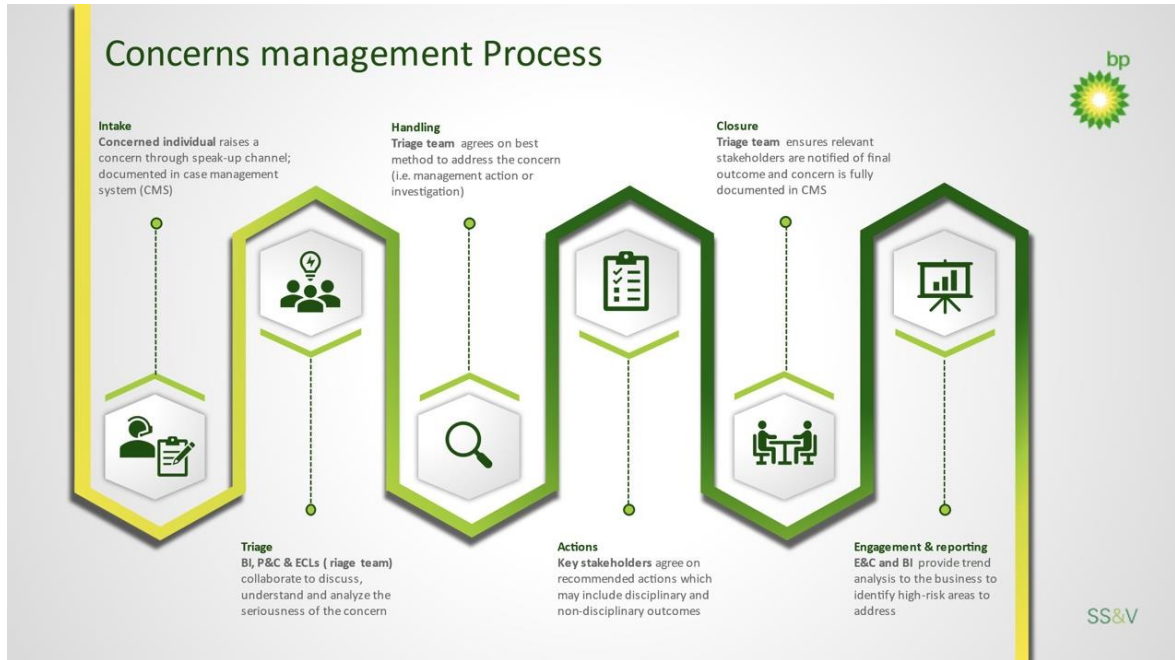 Concerns management Process
bp
Intake
Concerned individual raises a
concern through speak-up channel;
documented in case management
system (CMS)
Handling
Triage team agrees on best
method to address the concern
(i.e. management action or
investigation)
Closure
Triage team ensures relevant
stakeholders are notified of final
outcome and concern is fully
documented in CMS
Triage
BI, P&C & ECLs ( riage team)
collaborate to discuss,
understand and analyze the
seriousness of the concern
Actions
Key stakeholders agree on
recommended actions which
may include disciplinary and
non-disciplinary outcomes
Engagement & reporting
E&C and BI provide trend
analysis to the business to
identify high-risk areas to
address
SS&V